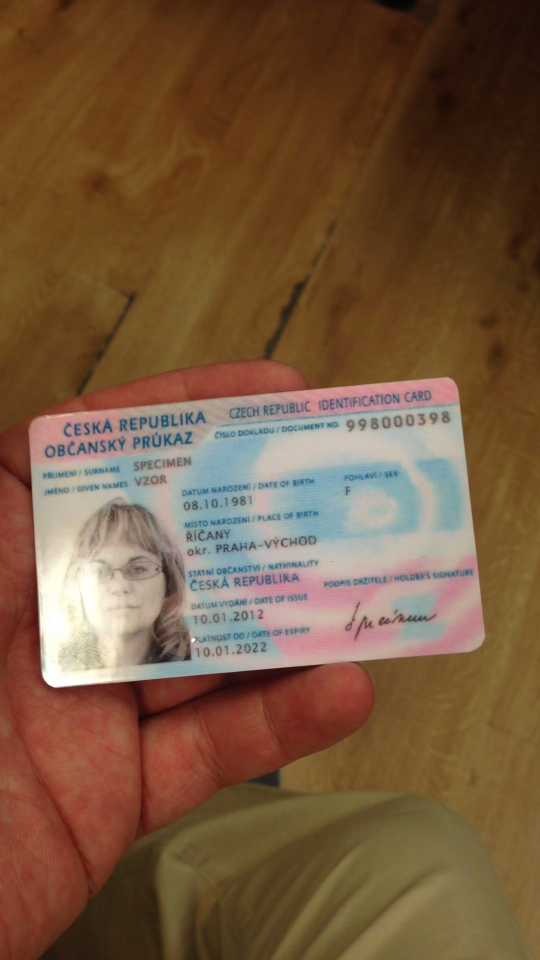 ČESKÁ REPUBLIKA
OBČANSKÝ PRŮKAZ
CZECH REPUBLIC IDENTIFICATION CARD
ČÍSLO DOKLADU / DOCUMENT NO. 998000398
PŘÍJMENÍ / SURNAME SPECIMEN
JMÉNO / GIVEN NAMES VZOR
DATUM NAROZENÍ / DATE OF BIRTH
08.10.1981
POHLAVÍ / SEX
F
MÍSTO NAROZENÍ / PLACE OF BIRTH
ŘÍČANY
okr. PRAHA-VÝCHOD
STÁTNÍ OBČANSTVÍ / NATIONALITY
ČESKÁ REPUBLIKA
DATUM VYDÁNÍ / DATE OF ISSUE
10.01.2012
PLATNOST DO / DATE OF EXPIRY
10.01.2022
PODPIS DRŽITELE / HOLDER'S SIGNATURE
Specimen